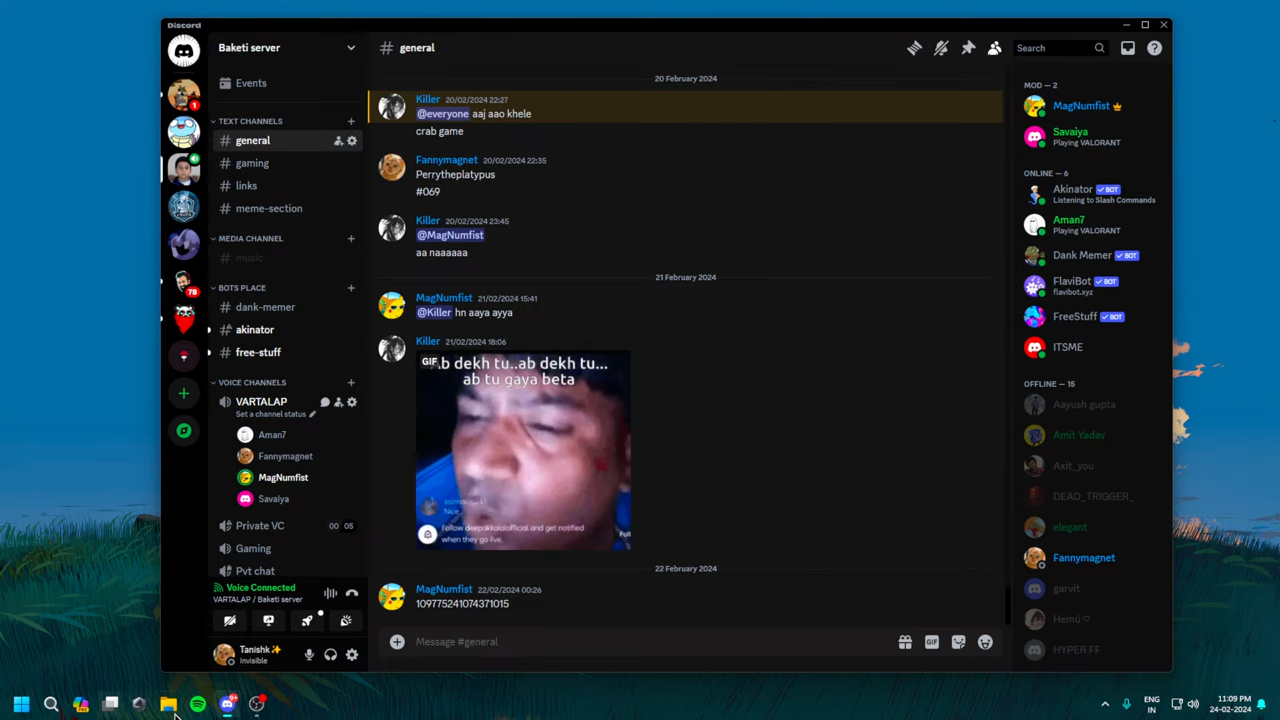 Discord
Baketi server
# general
Search
Events
TEXT CHANNELS
# general
# gaming
# links
# meme-section
MEDIA CHANNEL
# music
BOTS PLACE
# dank-memer
# akinator
# free-stuff
VOICE CHANNELS
VARTALAP
Set a channel status
Aman7
Fannymagnet
MagNumfist
Savaiya
Private VC 00 05
Gaming
Pvt chat
Voice Connected
VARTALAP / Baketi server
Tanishk✨
Invisible
1
78
20 February 2024
Killer 20/02/2024 22:27
@everyone aaj aao khele
crab game
Fannymagnet 20/02/2024 22:35
Perrytheplatypus
#069
Killer 20/02/2024 23:45
@MagNumfist
aa naaaaaa
21 February 2024
MagNumfist 21/02/2024 15:41
@Killer hn aaya ayya
Killer 21/02/2024 18:06
GIF
b dekh tu..ab dekh tu...
ab tu gaya beta
Nice
Follow deepakkalalofficial and get notified
when they go live.
22 February 2024
MagNumfist 22/02/2024 00:26
109775241074371015
Message #general
GIF
MOD — 2
MagNumfist
Savaiya
Playing VALORANT
ONLINE — 6
Akinator ✓ BOT
Listening to Slash Commands
Aman7
Playing VALORANT
Dank Memer ✓ BOT
FlaviBot ✓ BOT
flavibot.xyz
FreeStuff ✓ BOT
ITSME
OFFLINE — 15
Aayush gupta
Amit Yadav
Axit_you
DEAD_TRIGGER_
elegant
Fannymagnet
garvit
Hemú ♡
HYPER FF
ENG
IN
11:09 PM
24-02-2024